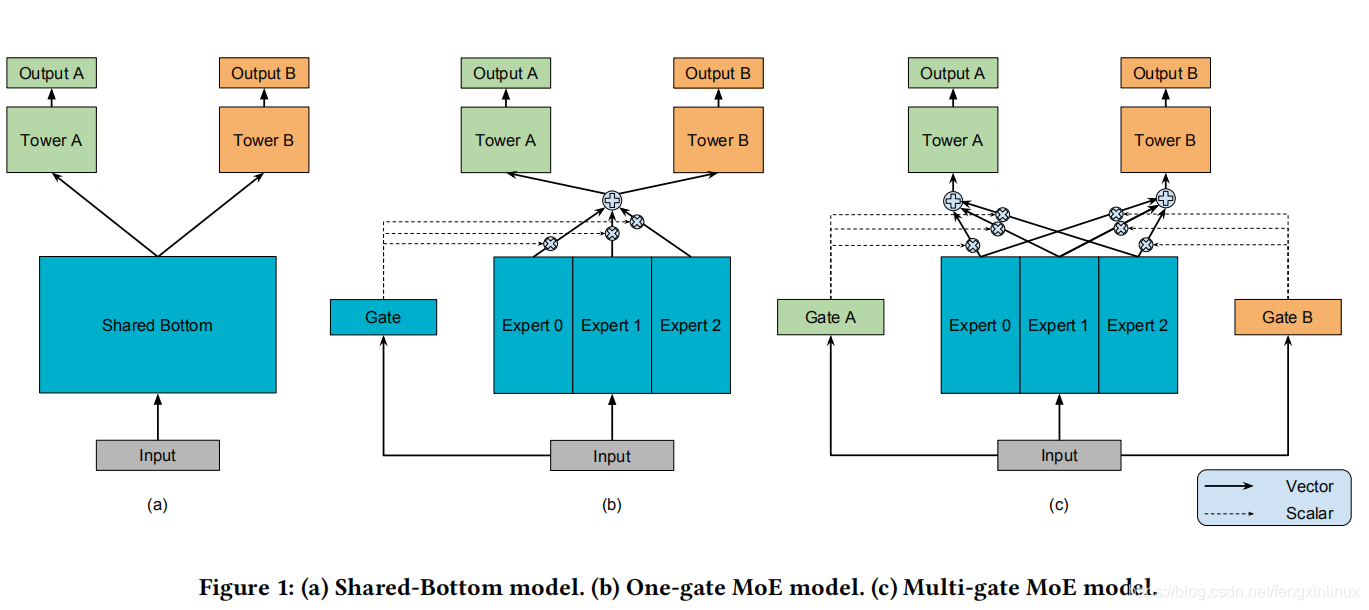 Output A
Output B
Tower A
Tower B
Shared Bottom
Input
(a)
Output A
Output B
Tower A
Tower B
Gate
Expert 0
Expert 1
Expert 2
Input
(b)
Output A
Output B
Tower A
Tower B
Gate A
Expert 0
Expert 1
Expert 2
Gate B
Input
(c)
Vector
Scalar
Figure 1: (a) Shared-Bottom model. (b) One-gate MoE model. (c) Multi-gate MoE model.
https://blog.csdn.net/fengxinlinux